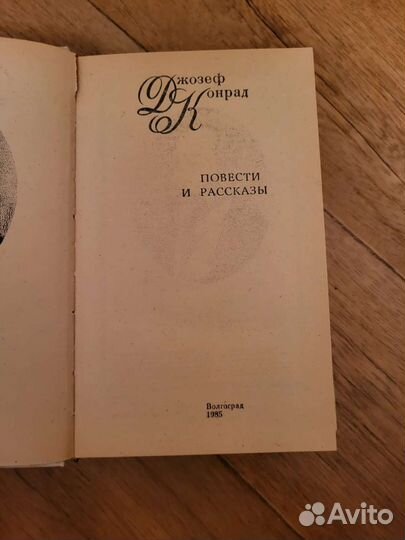 Джозеф
Конрад
ПОВЕСТИ
И РАССКАЗЫ
Волгоград
1985
Avito